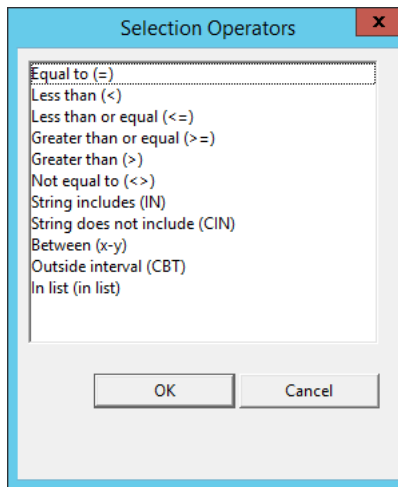 Selection Operators
x
Equal to (=)
Less than (<)
Less than or equal (<=)
Greater than or equal (>=)
Greater than (>)
Not equal to (<>)
String includes (IN)
String does not include (CIN)
Between (x-y)
Outside interval (CBT)
In list (in list)
OK Cancel